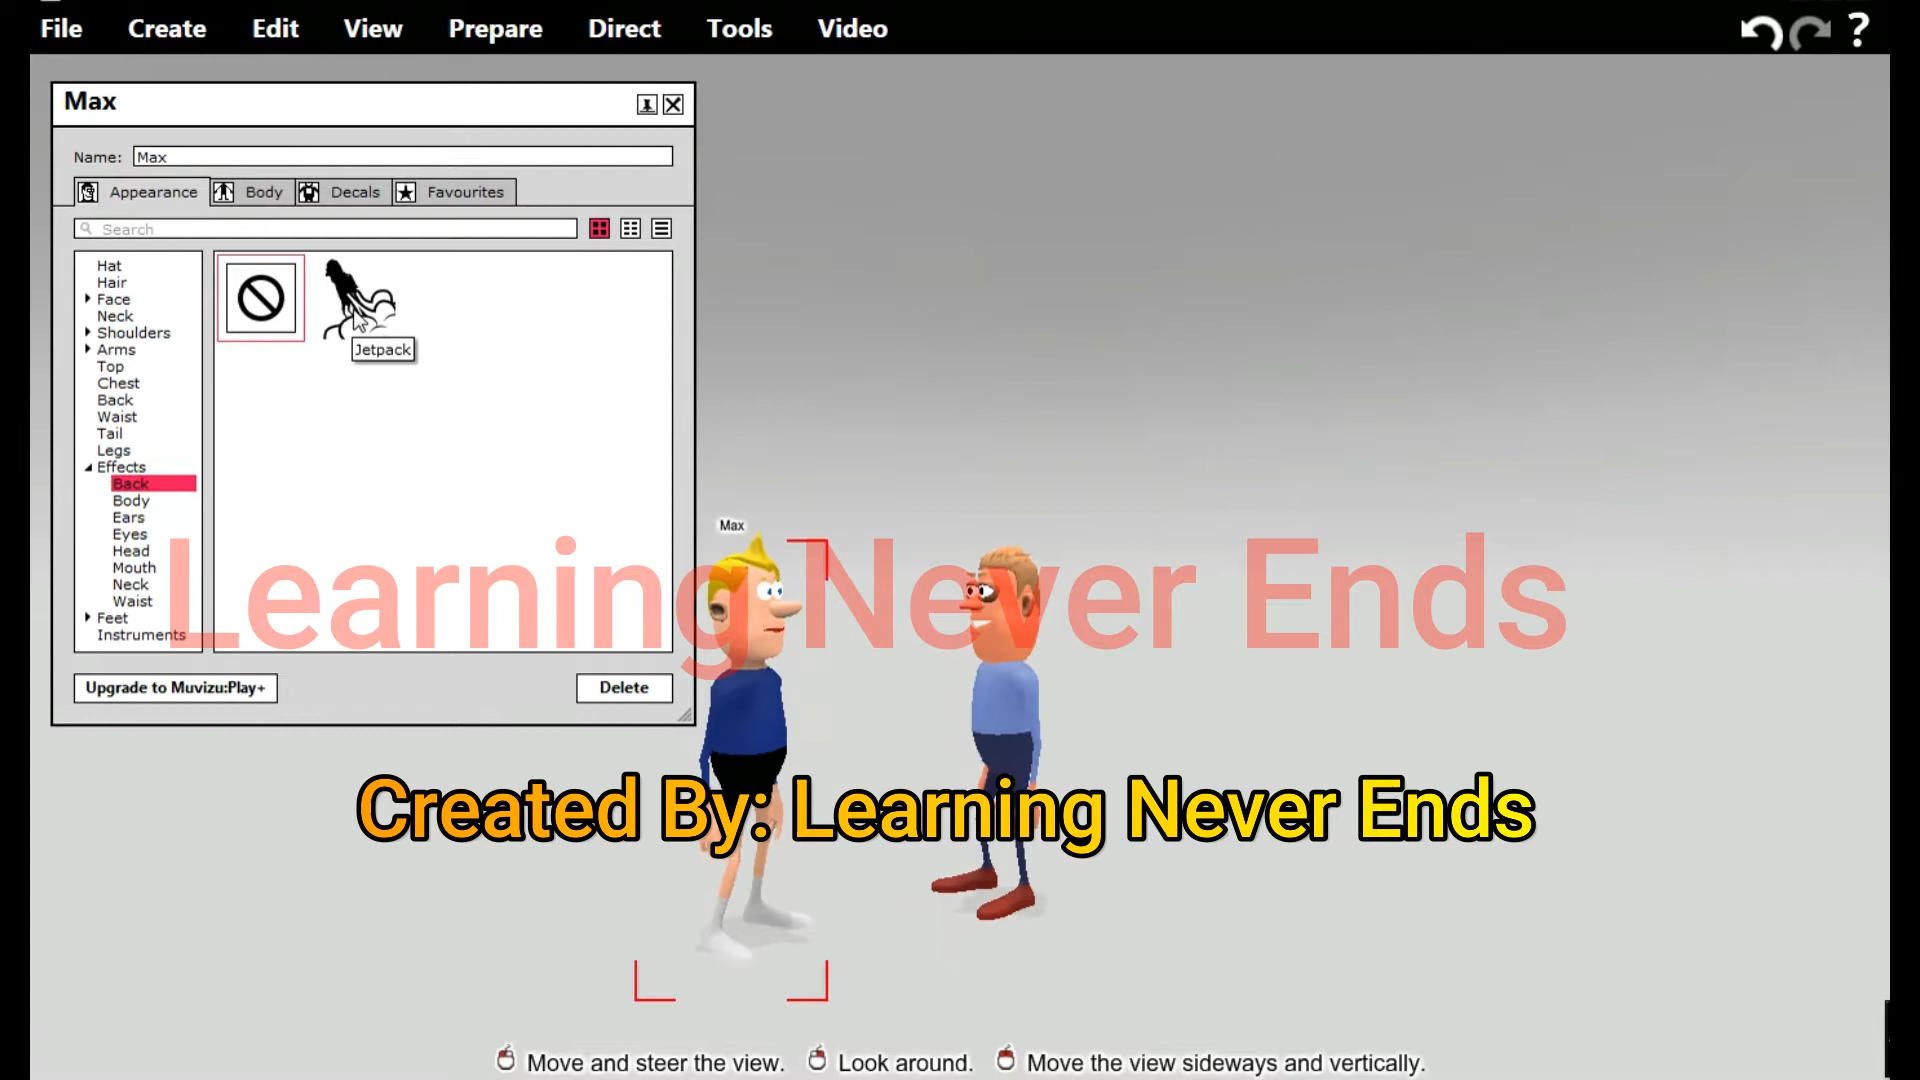 File Create Edit View Prepare Direct Tools Video ?
Max
Name: Max
Appearance Body Decals Favourites
Search
Hat
Hair
Face
Neck
Shoulders
Arms
Top
Chest
Back
Waist
Tail
Legs
Effects
Back
Body
Ears
Eyes
Head
Mouth
Neck
Waist
Feet
Instruments
Jetpack
Upgrade to Muvizu:Play+ Delete
Max
Learning Never Ends
Created By: Learning Never Ends
Move and steer the view. Look around. Move the view sideways and vertically.